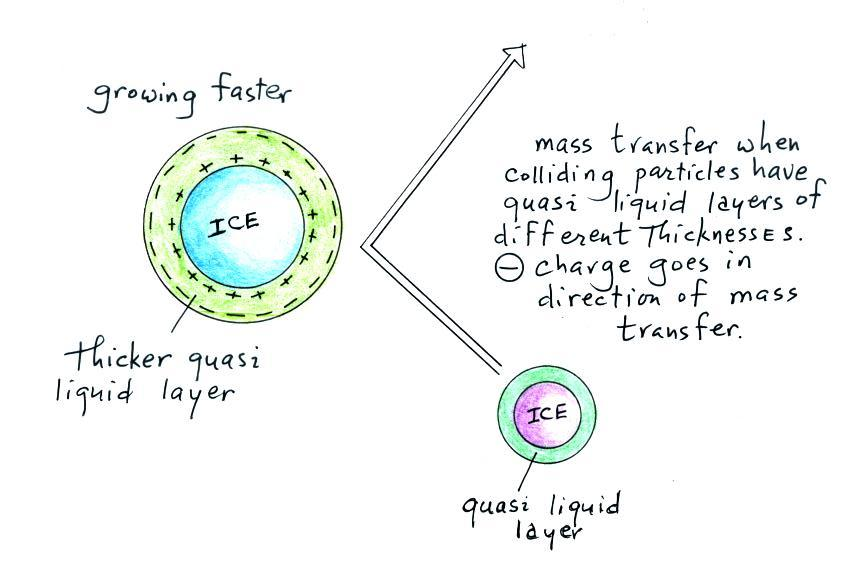 growing faster
ICE
thicker quasi
liquid layer
mass transfer when
colliding particles have
quasi liquid layers of
different ThicknessEs.
⊖ charge goes in
direction of mass
transfer.
ICE
quasi liquid
layer